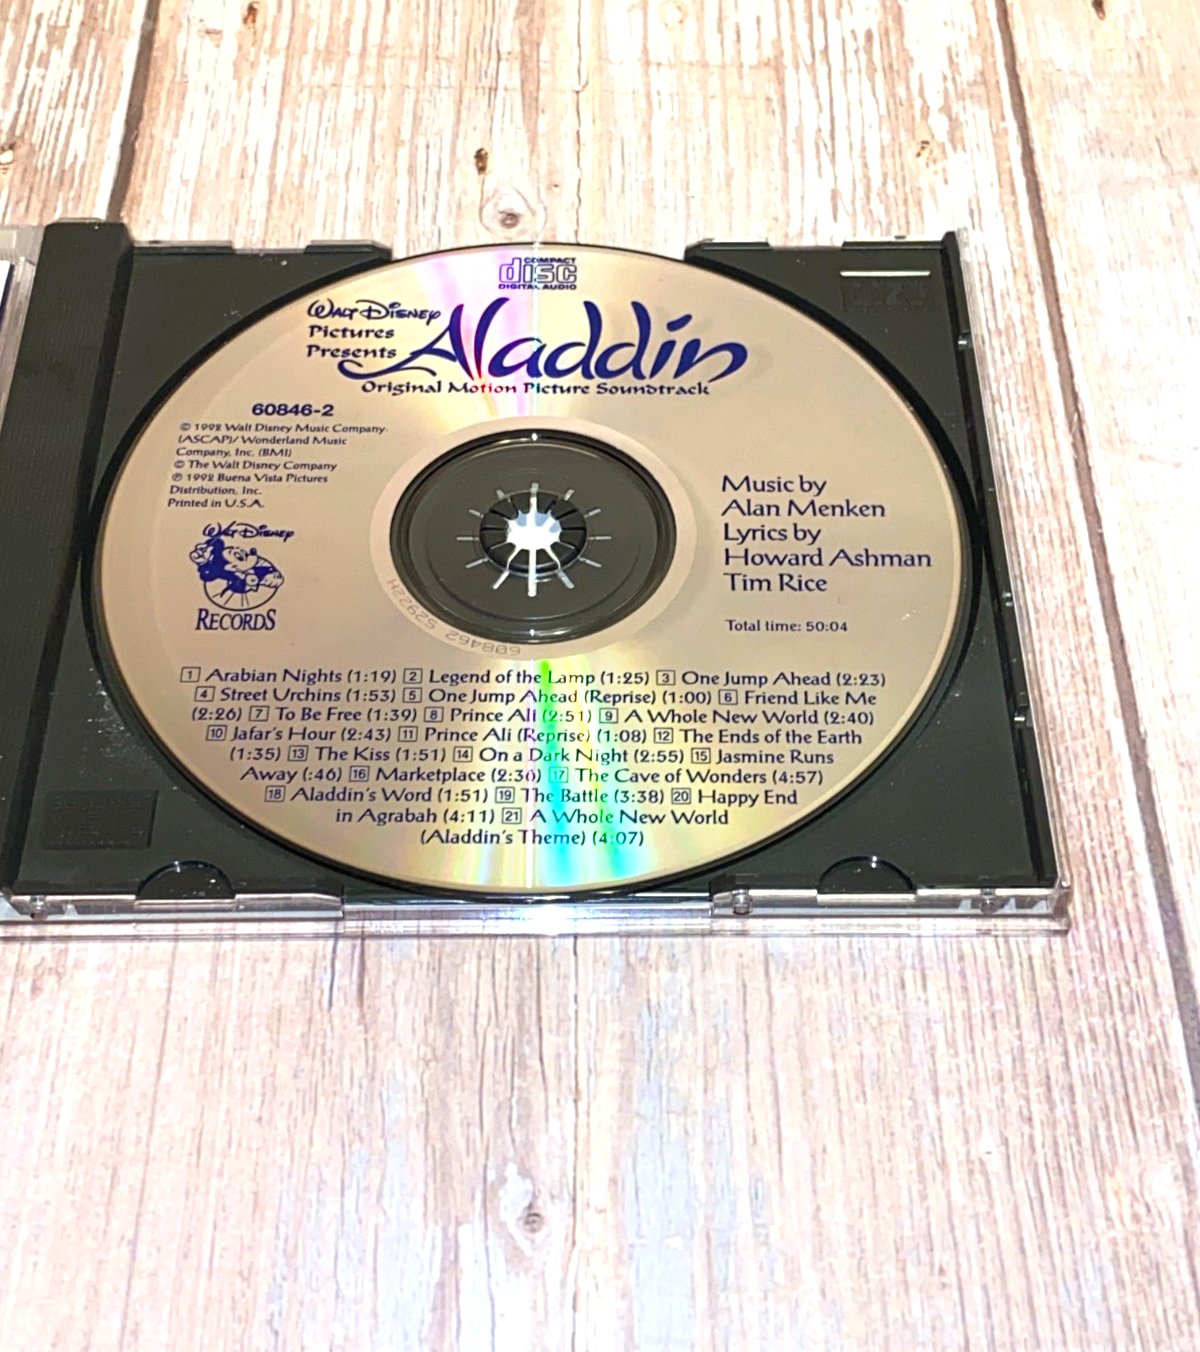 COMPACT
disc
DIGITAL AUDIO
Walt Disney
Pictures
Presents
Aladdin
Original Motion Picture Soundtrack
60846-2
© 1992 Walt Disney Music Company
(ASCAP)/ Wonderland Music
Company, Inc. (BMI)
© The Walt Disney Company
℗ 1992 Buena Vista Pictures
Distribution, Inc.
Printed in U.S.A.
Walt Disney
RECORDS
Music by
Alan Menken
Lyrics by
Howard Ashman
Tim Rice
Total time: 50:04
608462
1 Arabian Nights (1:19) 2 Legend of the Lamp (1:25) 3 One Jump Ahead (2:23)
4 Street Urchins (1:53) 5 One Jump Ahead (Reprise) (1:00) 6 Friend Like Me
(2:26) 7 To Be Free (1:39) 8 Prince Ali (2:51) 9 A Whole New World (2:40)
10 Jafar's Hour (2:43) 11 Prince Ali (Reprise) (1:08) 12 The Ends of the Earth
(1:35) 13 The Kiss (1:51) 14 On a Dark Night (2:55) 15 Jasmine Runs
Away (:46) 16 Marketplace (2:36) 17 The Cave of Wonders (4:57)
18 Aladdin's Word (1:51) 19 The Battle (3:38) 20 Happy End
in Agrabah (4:11) 21 A Whole New World
(Aladdin's Theme) (4:07)